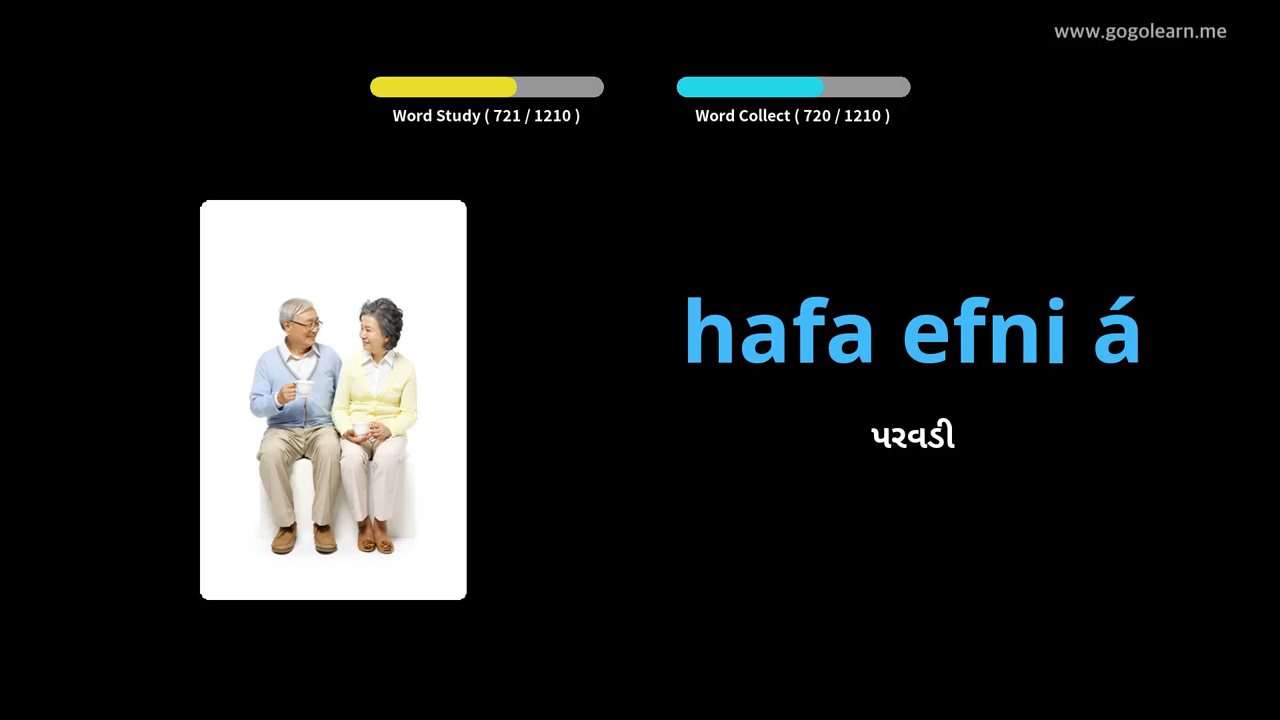 www.gogolearn.me
Word Study ( 721 / 1210 )
Word Collect ( 720 / 1210 )
hafa efni á
પરવડી